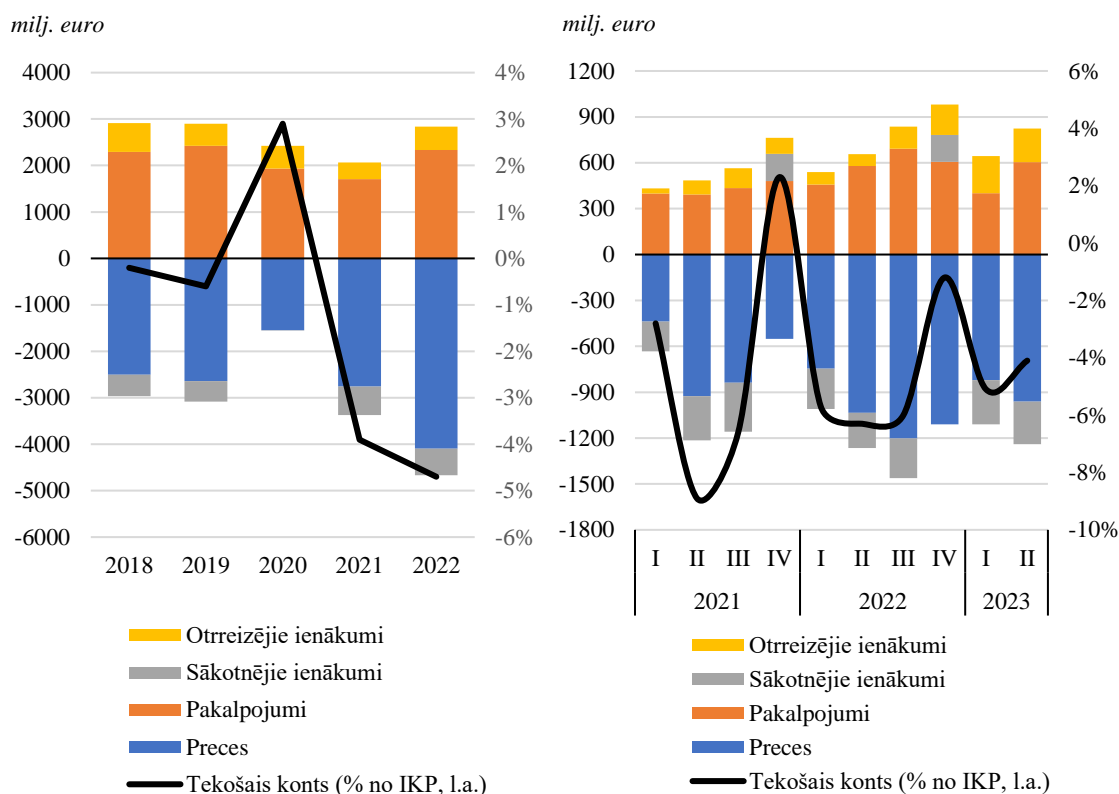 milj. euro
4000
3000
2000
1000
0
-1000
-2000
-3000
-4000
-5000
-6000
4%
3%
2%
1%
0%
-1%
-2%
-3%
-4%
-5%
-6%
2018 2019 2020 2021 2022
Otrreizējie ienākumi
Sākotnējie ienākumi
Pakalpojumi
Preces
Tekošais konts (% no IKP, l.a.)
milj. euro
1200
900
600
300
0
-300
-600
-900
-1200
-1500
-1800
6%
4%
2%
0%
-2%
-4%
-6%
-8%
-10%
I II III IV I II III IV I II
2021 2022 2023
Otrreizējie ienākumi
Sākotnējie ienākumi
Pakalpojumi
Preces
Tekošais konts (% no IKP, l.a.)